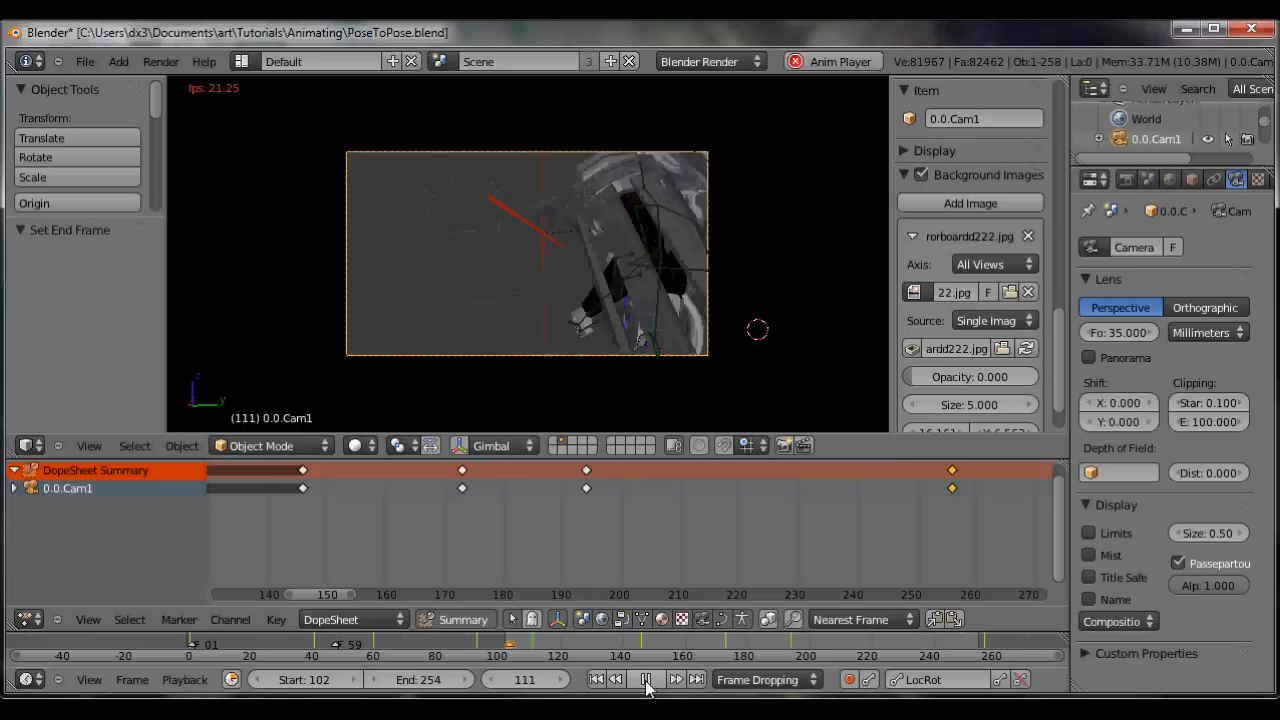 Blender* [C:\Users\dx3\Documents\art\Tutorials\Animating\PoseToPose.blend]
File Add Render Help Default Scene 3 Blender Render Anim Player Ve:81967 | Fa:82462 | Ob:1-258 | La:0 | Mem:33.71M (10.38M) | 0.0.Cam
Object Tools
Transform:
Translate
Rotate
Scale
Origin
Set End Frame
fps: 21.25
z
y
(111) 0.0.Cam1
Item
0.0.Cam1
Display
Background Images
Add Image
rorboardd222.jpg
Axis: All Views
22.jpg F
Source: Single Imag
ardd222.jpg
Opacity: 0.000
Size: 5.000
View Search All Scen
World
0.0.Cam1
0.0.C Cam
Camera F
Lens
Perspective Orthographic
Fo: 35.000 Millimeters
Panorama
Shift: Clipping:
X: 0.000 Star: 0.100
Y: 0.000 E: 100.000
Depth of Field:
Dist: 0.000
Display
Limits Size: 0.50
Mist Passepartou
Title Safe Alp: 1.000
Name
Compositio
Custom Properties
View Select Object Object Mode Gimbal
DopeSheet Summary
0.0.Cam1
140 150 160 170 180 190 200 210 220 230 240 250 260 270
View Select Marker Channel Key DopeSheet Summary Nearest Frame
01 59
-40 -20 0 20 40 60 80 100 120 140 160 180 200 220 240 260
View Frame Playback Start: 102 End: 254 111 Frame Dropping LocRot